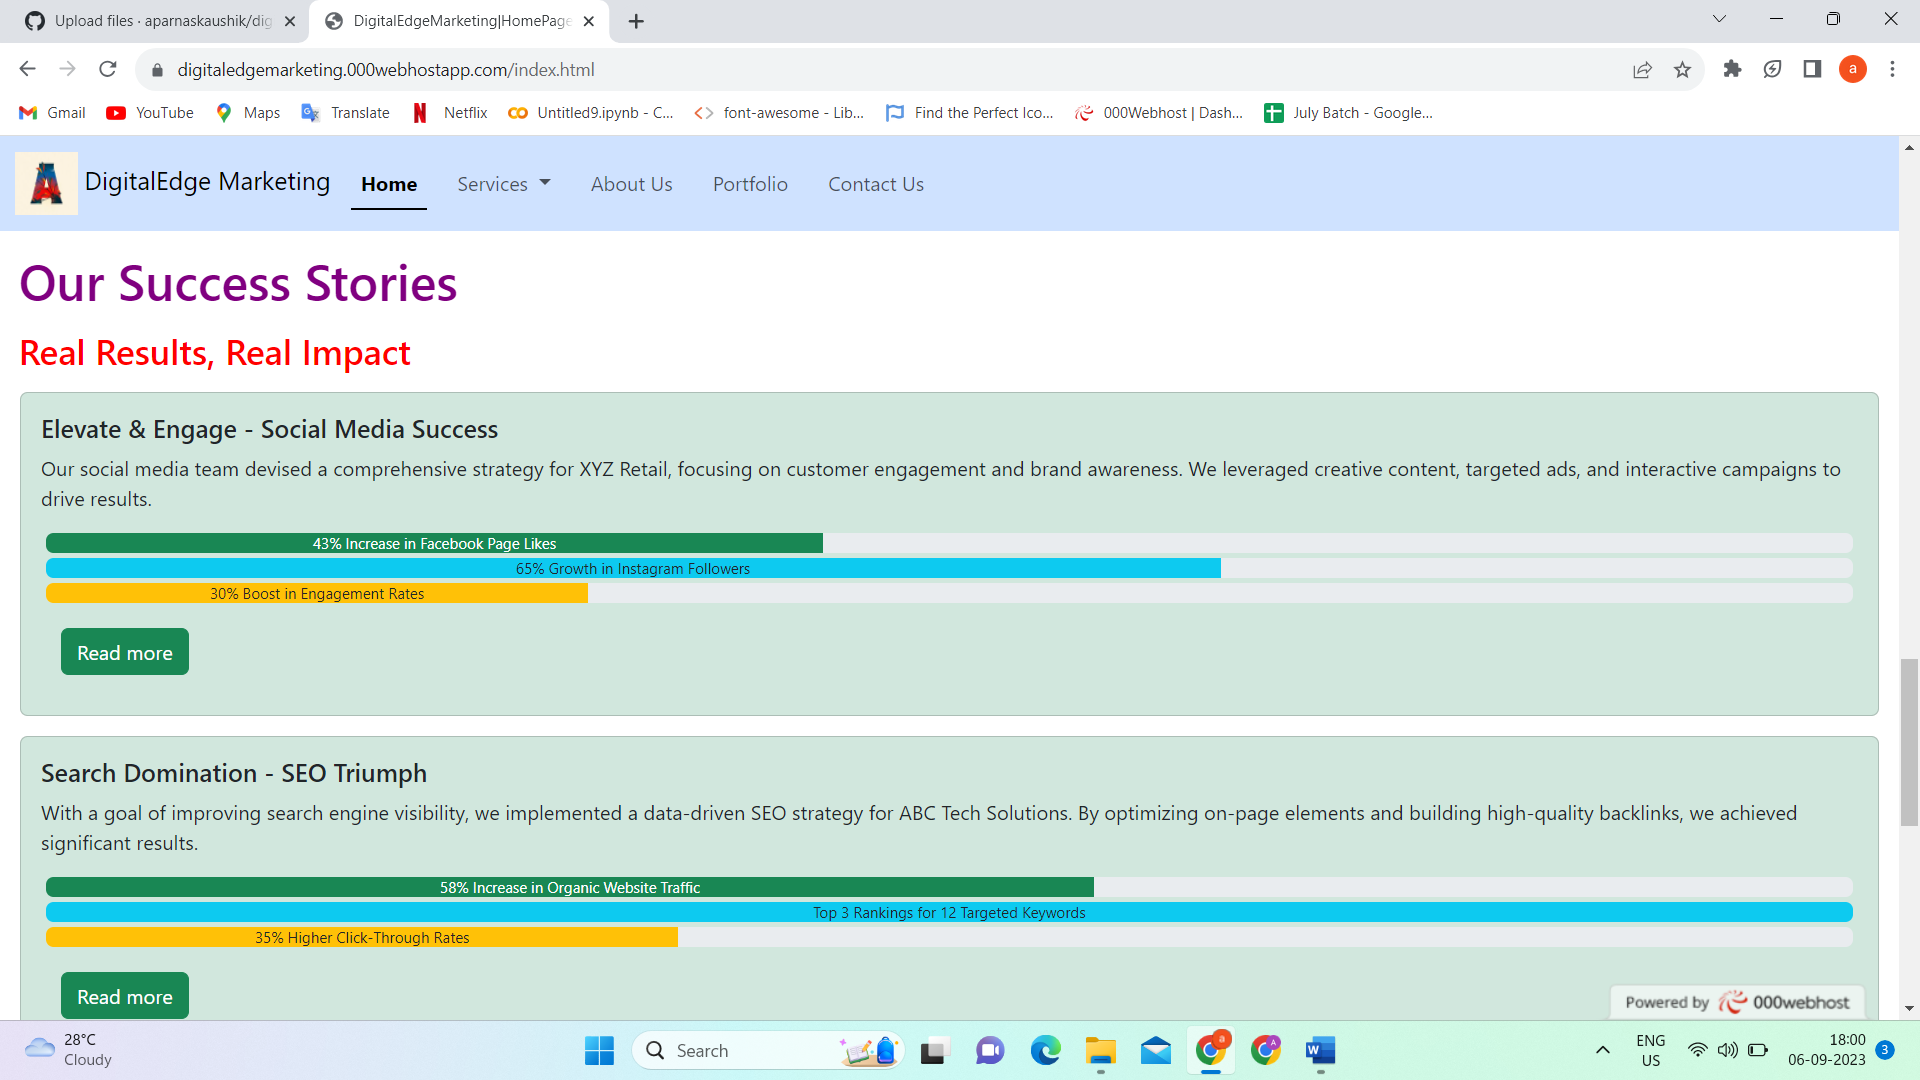 Upload files · aparnaskaushik/dig
DigitalEdgeMarketing|HomePage
digitaledgemarketing.000webhostapp.com/index.html
a
Gmail
YouTube
Maps
Translate
Netflix
Untitled9.ipynb - C...
font-awesome - Lib...
Find the Perfect Ico...
000Webhost | Dash...
July Batch - Google...
DigitalEdge Marketing
Home
Services
About Us
Portfolio
Contact Us
Our Success Stories
Real Results, Real Impact
Elevate & Engage - Social Media Success
Our social media team devised a comprehensive strategy for XYZ Retail, focusing on customer engagement and brand awareness. We leveraged creative content, targeted ads, and interactive campaigns to
drive results.
43% Increase in Facebook Page Likes
65% Growth in Instagram Followers
30% Boost in Engagement Rates
Read more
Search Domination - SEO Triumph
With a goal of improving search engine visibility, we implemented a data-driven SEO strategy for ABC Tech Solutions. By optimizing on-page elements and building high-quality backlinks, we achieved
significant results.
58% Increase in Organic Website Traffic
Top 3 Rankings for 12 Targeted Keywords
35% Higher Click-Through Rates
Read more
Powered by 000webhost
28°C
Cloudy
Search
ENG
US
18:00
06-09-2023
3